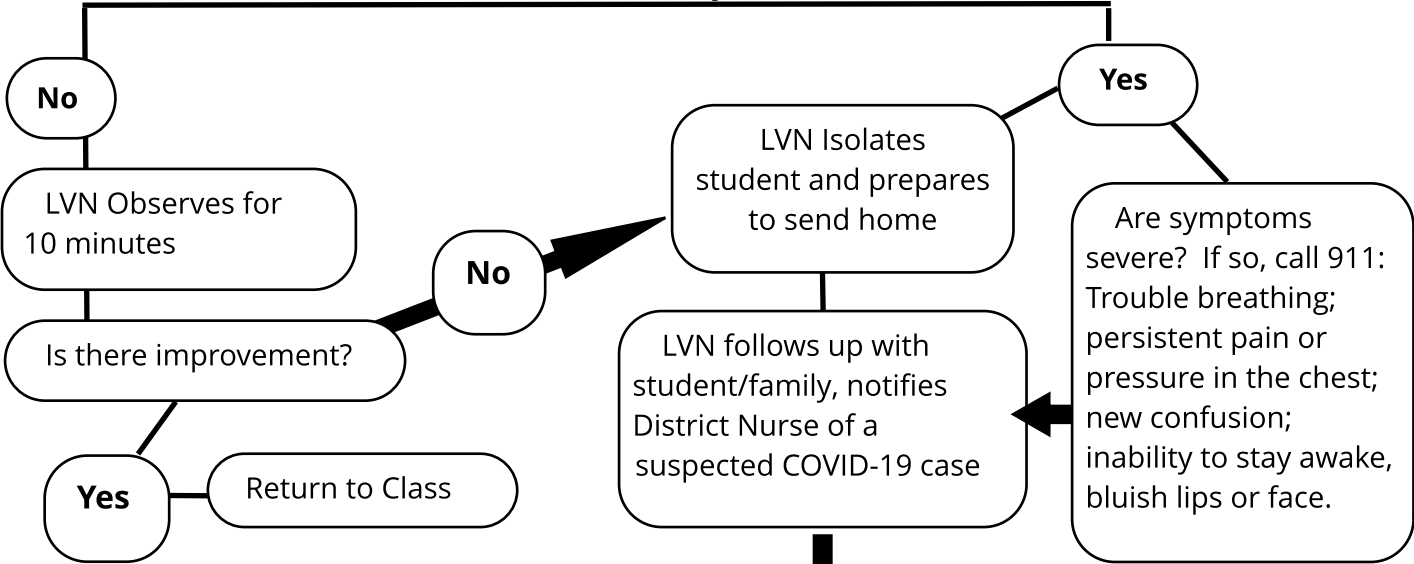 No
Yes
LVN Isolates
student and prepares
to send home
LVN Observes for
10 minutes
No
Are symptoms
severee? If so, call 911:
Trouble breathing;
persistent pain or
pressure in the chest;
new confusion;
inability to stay awake,
bluish lips or face.
Is there improvement?
LVN follows up with
student/family, notifies
District Nurse of a
suspected COVID-19 case
Yes
Return to Class